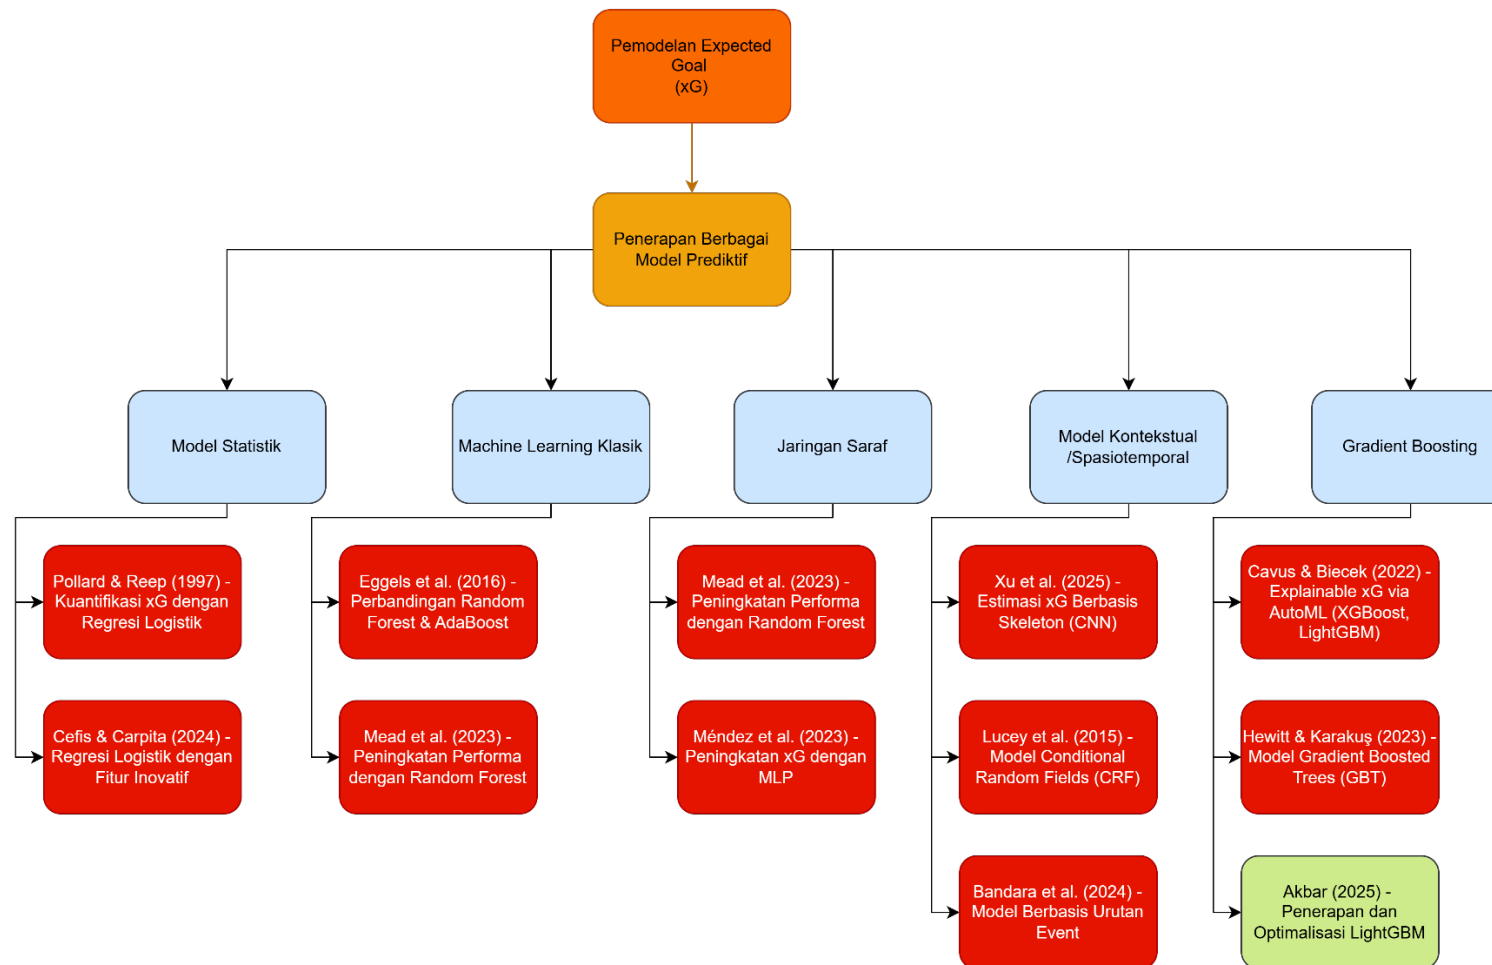 Pemodelan Expected
Goal
(xG)
Penerapan Berbagai
Model Prediktif
Model Statistik
Machine Learning Klasik
Jaringan Saraf
Model Kontekstual
/Spasiotemporal
Gradient Boosting
Pollard & Reep (1997) -
Kuantifikasi xG dengan
Regresi Logistik
Eggels et al. (2016) -
Perbandingan Random
Forest & AdaBoost
Mead et al. (2023) -
Peningkatan Performa
dengan Random Forest
Xu et al. (2025) -
Estimasi xG Berbasis
Skeleton (CNN)
Cavus & Biecek (2022) -
Explainable xG via
AutoML (XGBoost,
LightGBM)
Cefis & Carpita (2024) -
Regresi Logistik dengan
Fitur Inovatif
Mead et al. (2023) -
Peningkatan Performa
dengan Random Forest
Méndez et al. (2023) -
Peningkatan xG dengan
MLP
Lucey et al. (2015) -
Model Conditional
Random Fields (CRF)
Hewitt & Karakuş (2023) -
Model Gradient Boosted
Trees (GBT)
Bandara et al. (2024) -
Model Berbasis Urutan
Event
Akbar (2025) -
Penerapan dan
Optimalisasi LightGBM